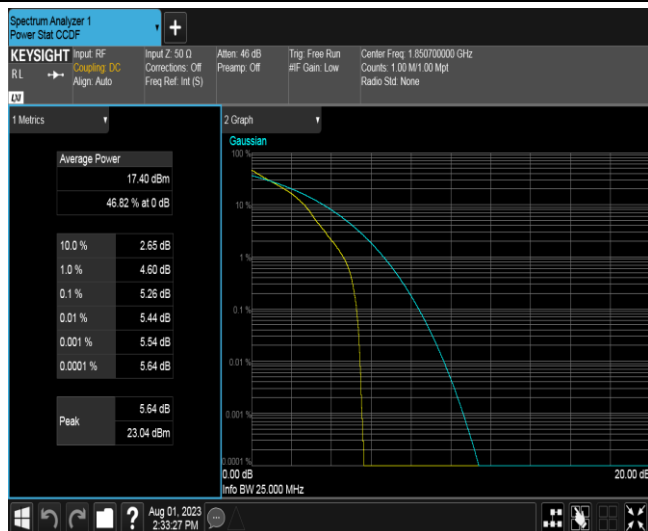 Spectrum Analyzer 1
Power Stat CCDF
+
KEYSIGHT
RL
LXI
Input: RF
Coupling: DC
Align: Auto
Input Z: 50 Ω
Corrections: Off
Freq Ref: Int (S)
Atten: 46 dB
Preamp: Off
Trig: Free Run
#IF Gain: Low
Center Freq: 1.850700000 GHz
Counts: 1.00 M/1.00 Mpt
Radio Std: None
1 Metrics
Average Power
17.40 dBm
46.82 % at 0 dB
10.0 % 2.65 dB
1.0 % 4.60 dB
0.1 % 5.26 dB
0.01 % 5.44 dB
0.001 % 5.54 dB
0.0001 % 5.64 dB
Peak
5.64 dB
23.04 dBm
2 Graph
Gaussian
100 %
10 %
1 %
0.1 %
0.01 %
0.001 %
0.0001 %
0.00 dB
20.00 dB
Info BW 25.000 MHz
?
Aug 01, 2023
2:33:27 PM